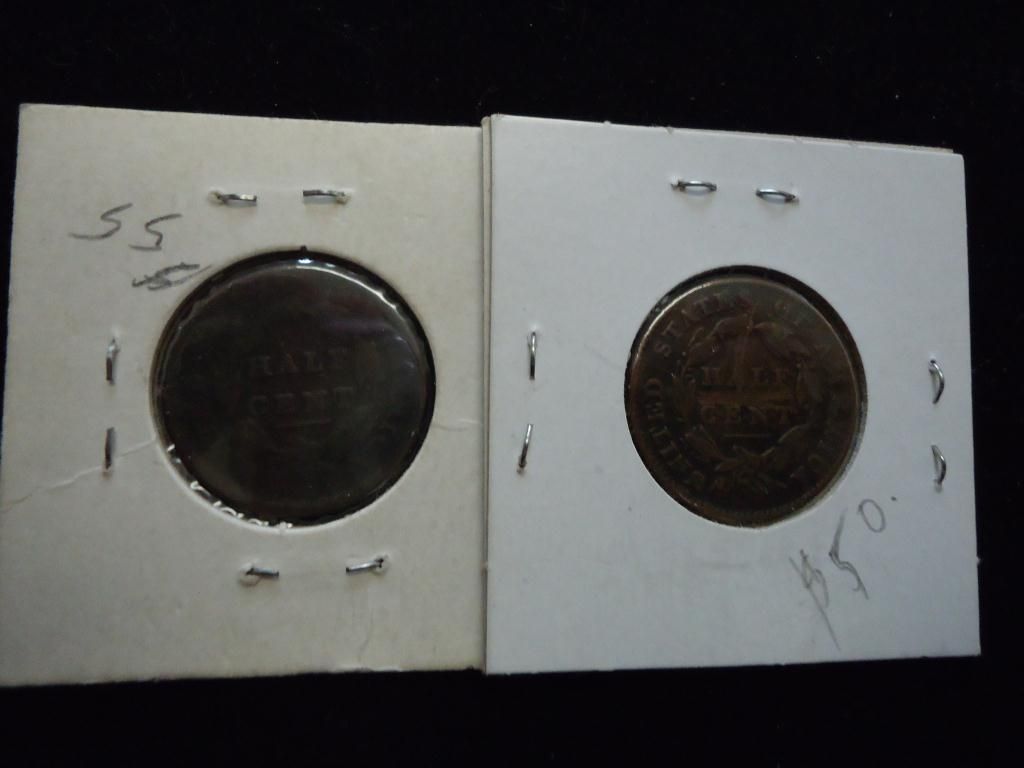 55
HALF
CENT
UNITED STATES OF AMERICA
HALF
CENT
$50.